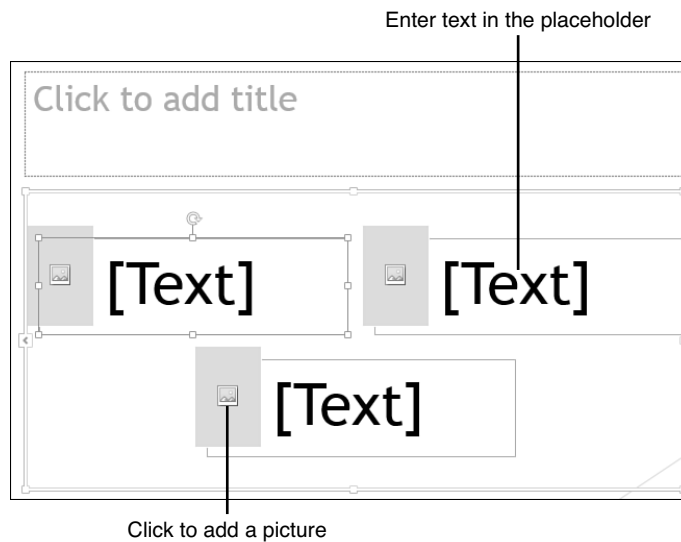 Enter text in the placeholder
Click to add title
[Text]
[Text]
[Text]
Click to add a picture